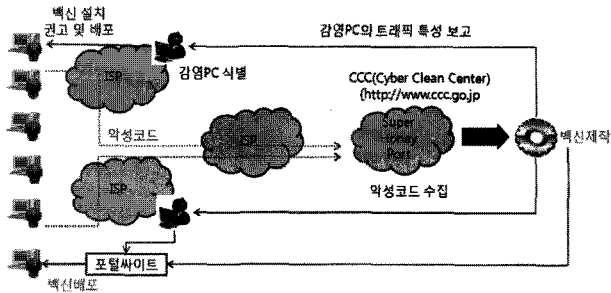 백신 설치
권고 및 배포
감염PC의 트래픽 특성 보고
ISP
감염PC 식별
CCC(Cyber Clean Center)
(http://www.ccc.go.jp
악성코드
ISP
Super
Honey
Port
백신제작
ISP
악성코드 수집
포털싸이트
백신배포